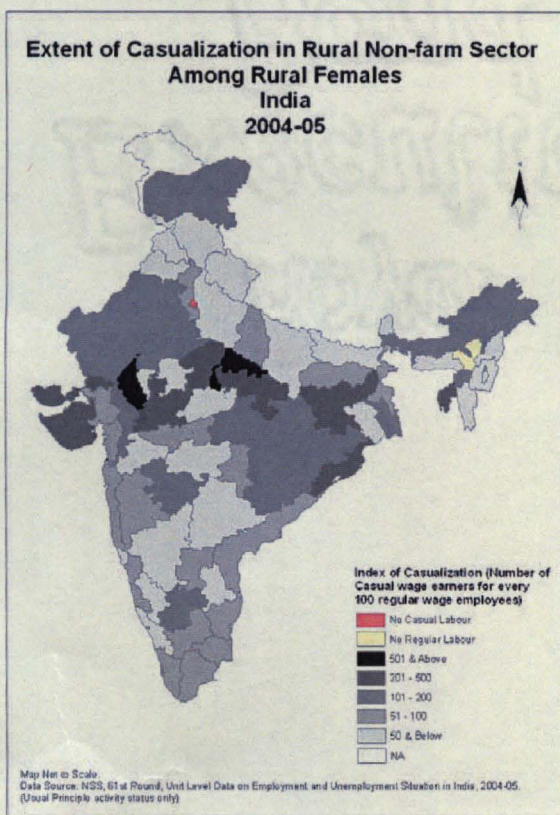 Extent of Casualization in Rural Non-farm Sector
Among Rural Females
India
2004-05
Index of Casualization (Number of
Casual wage earners for every
100 regular wage employees)
No Casual Labour
No Regular Labour
501 & Above
201 - 500
101 - 200
51 - 100
50 & Below
NA
Map Not to Scale.
Data Source: NSS, 61st Round, Unit Level Data on Employment and Unemployment Situation in India, 2004-05.
(Usual Principle activity status only)